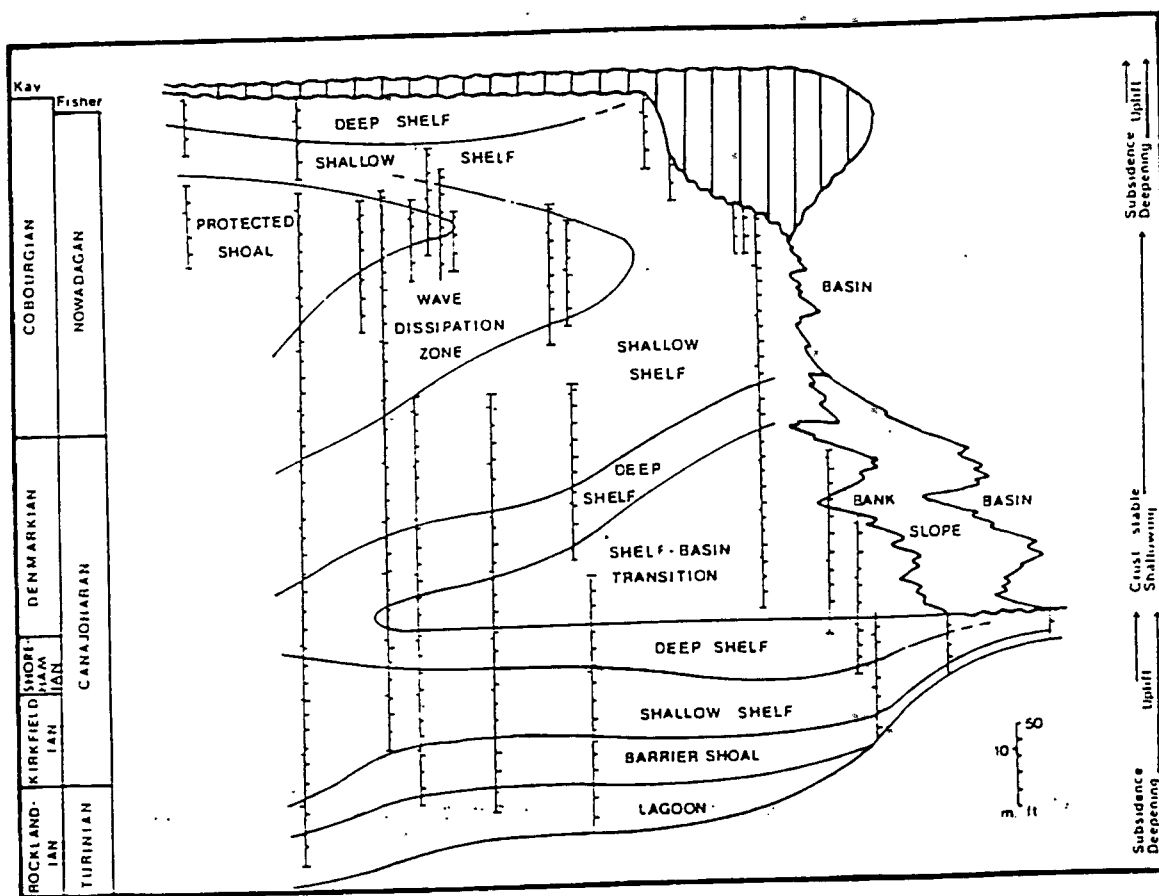 Kay
Fisher
COBOURGIAN
DENMARKIAN
SHORE-
HAM
IAN
KIRKFIELD
IAN
ROCKLAND-
IAN
NOWADAGAN
CANAJOHARAN
TURINIAN
DEEP SHELF
SHALLOW SHELF
PROTECTED
SHOAL
WAVE
DISSIPATION
ZONE
BASIN
SHALLOW
SHELF
DEEP
SHELF
BANK
BASIN
SLOPE
SHELF-BASIN
TRANSITION
DEEP SHELF
SHALLOW SHELF
BARRIER SHOAL
LAGOON
50
10
m. ft
Subsidence Uplift
Deepening
Crust stable
Shallowing
Subsidence Uplift
Deepening